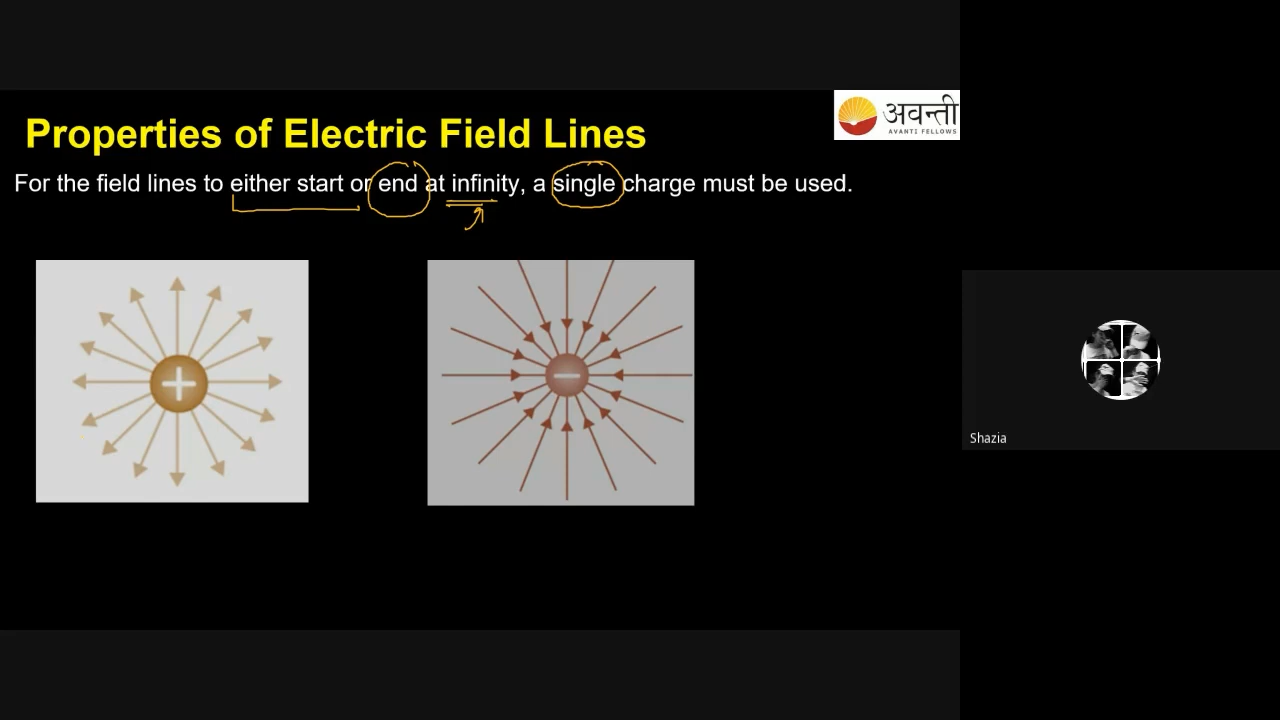 अवन्ती
AVANTI FELLOWS
Properties of Electric Field Lines
For the field lines to either start or end at infinity, a single charge must be used.
Shazia